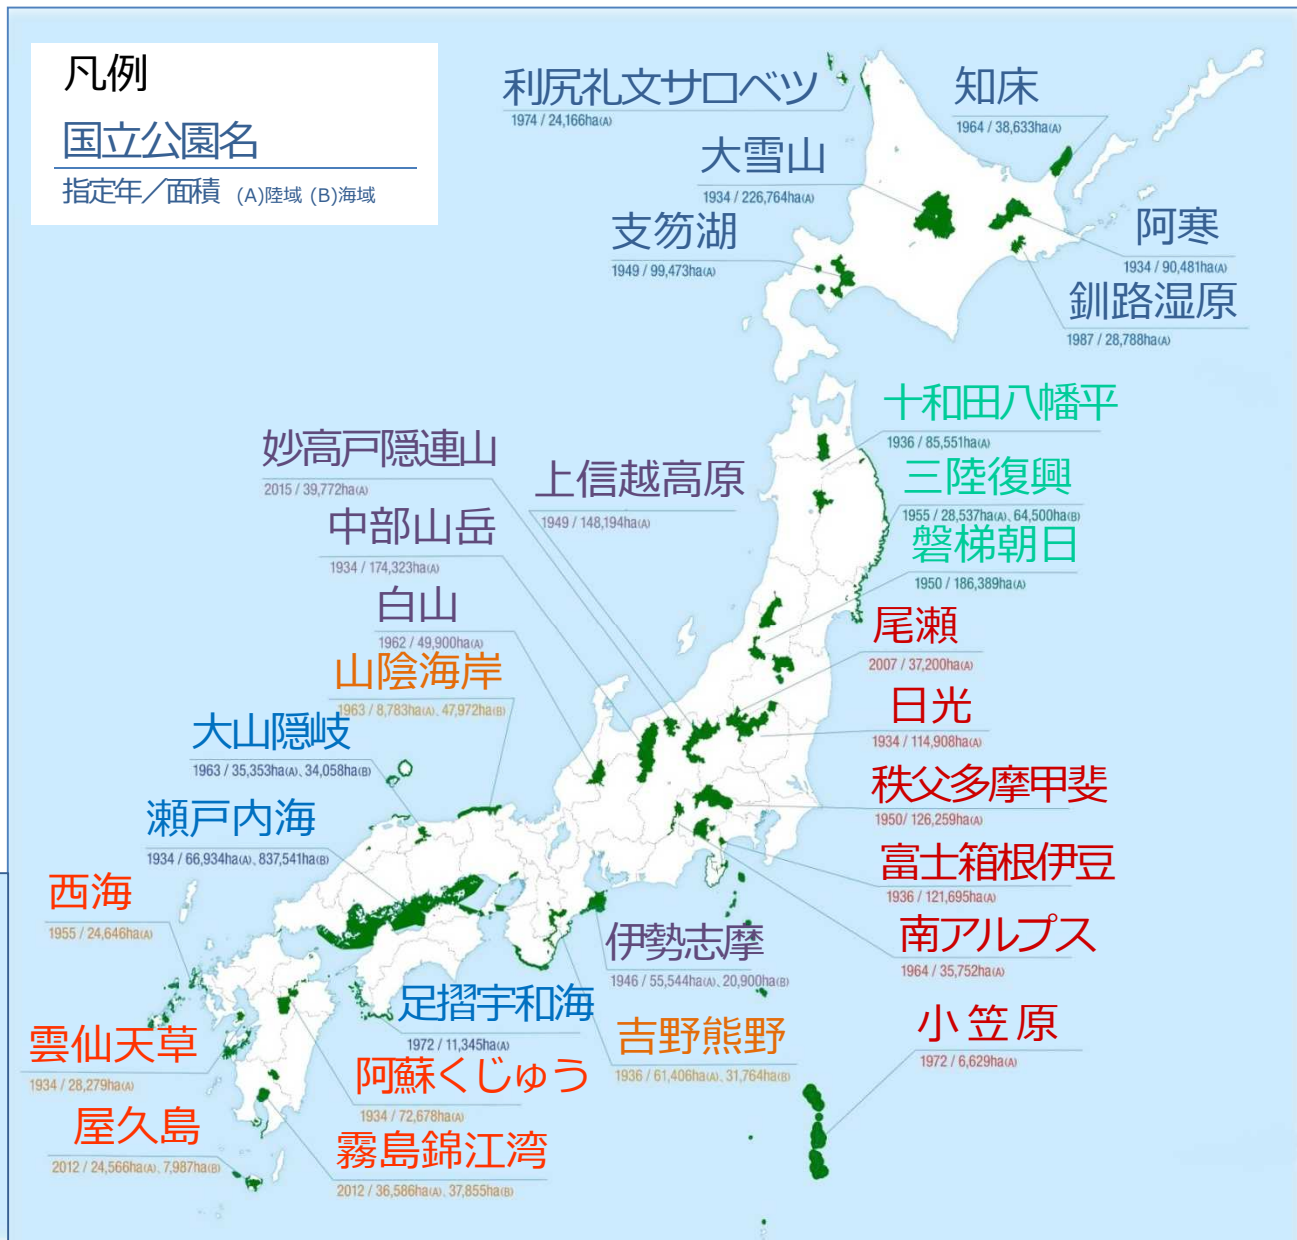 凡例
国立公園名
指定年／面積 (A)陸域 (B)海域
利尻礼文サロベツ
1974 / 24,166ha(A)
知床
1964 / 38,633ha(A)
大雪山
1934 / 226,764ha(A)
支笏湖
1949 / 99,473ha(A)
阿寒
1934 / 90,481ha(A)
釧路湿原
1987 / 28,788ha(A)
十和田八幡平
1936 / 85,551ha(A)
三陸復興
1955 / 28,537ha(A)、64,500ha(B)
磐梯朝日
1950 / 186,389ha(A)
妙高戸隠連山
2015 / 39,772ha(A)
上信越高原
1949 / 148,194ha(A)
中部山岳
1934 / 174,323ha(A)
白山
1962 / 49,900ha(A)
山陰海岸
1963 / 8,783ha(A)、47,972ha(B)
大山隠岐
1963 / 35,353ha(A)、34,058ha(B)
瀬戸内海
1934 / 66,934ha(A)、837,541ha(B)
尾瀬
2007 / 37,200ha(A)
日光
1934 / 114,908ha(A)
秩父多摩甲斐
1950/ 126,259ha(A)
富士箱根伊豆
1936 / 121,695ha(A)
南アルプス
1964 / 35,752ha(A)
小笠原
1972 / 6,629ha(A)
伊勢志摩
1946 / 55,544ha(A)、20,900ha(B)
吉野熊野
1936 / 61,406ha(A)、31,764ha(B)
足摺宇和海
1972 / 11,345ha(A)
西海
1955 / 24,646ha(A)
雲仙天草
1934 / 28,279ha(A)
阿蘇くじゅう
1934 / 72,678ha(A)
屋久島
2012 / 24,566ha(A)、7,987ha(B)
霧島錦江湾
2012 / 36,586ha(A)、37,855ha(B)